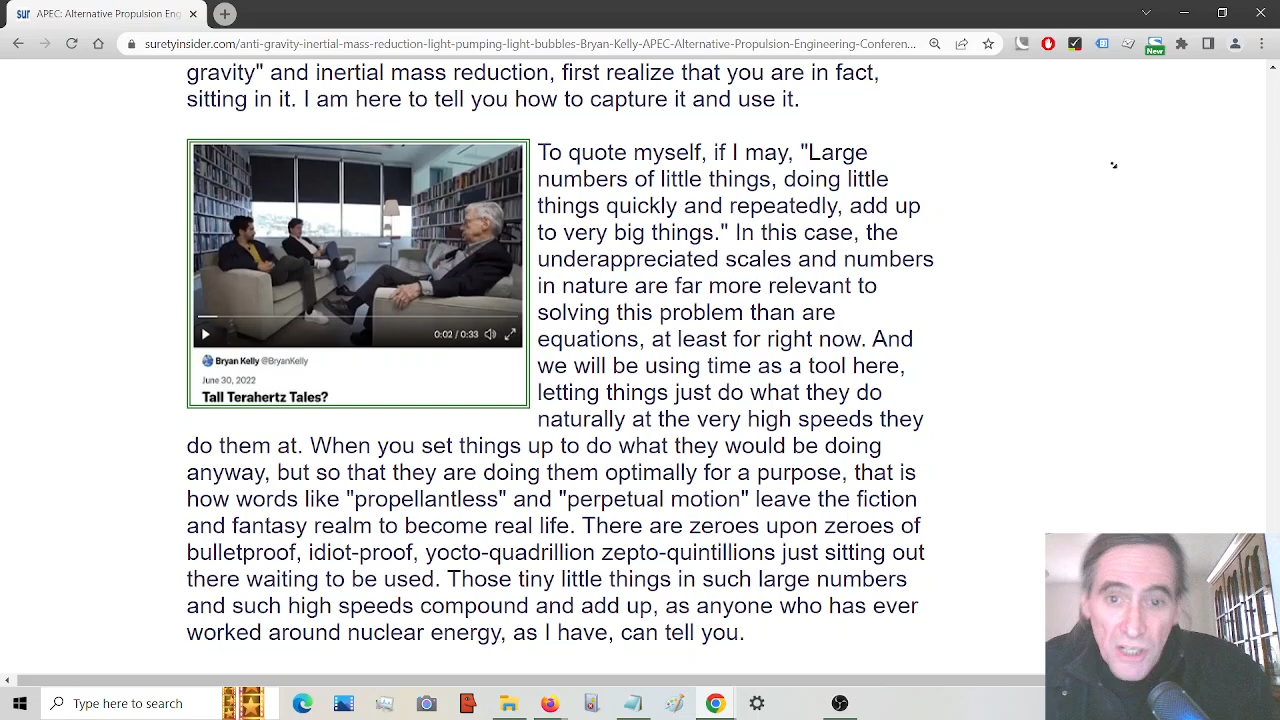 sur APEC: Alternative Propulsion Eng
suretyinsider.com/anti-gravity-inertial-mass-reduction-light-pumping-light-bubbles-Bryan-Kelly-APEC-Alternative-Propulsion-Engineering-Conferen...
New
gravity" and inertial mass reduction, first realize that you are in fact,
sitting in it. I am here to tell you how to capture it and use it.
To quote myself, if I may, "Large
numbers of little things, doing little
things quickly and repeatedly, add up
to very big things." In this case, the
underappreciated scales and numbers
in nature are far more relevant to
solving this problem than are
equations, at least for right now. And
we will be using time as a tool here,
letting things just do what they do
naturally at the very high speeds they
do them at. When you set things up to do what they would be doing
anyway, but so that they are doing them optimally for a purpose, that is
how words like "propellantless" and "perpetual motion" leave the fiction
and fantasy realm to become real life. There are zeroes upon zeroes of
bulletproof, idiot-proof, yocto-quadrillion zepto-quintillions just sitting out
there waiting to be used. Those tiny little things in such large numbers
and such high speeds compound and add up, as anyone who has ever
worked around nuclear energy, as I have, can tell you.
0:02 / 0:33
Bryan Kelly @BryanKelly
June 30, 2022
Tall Terahertz Tales?
Type here to search